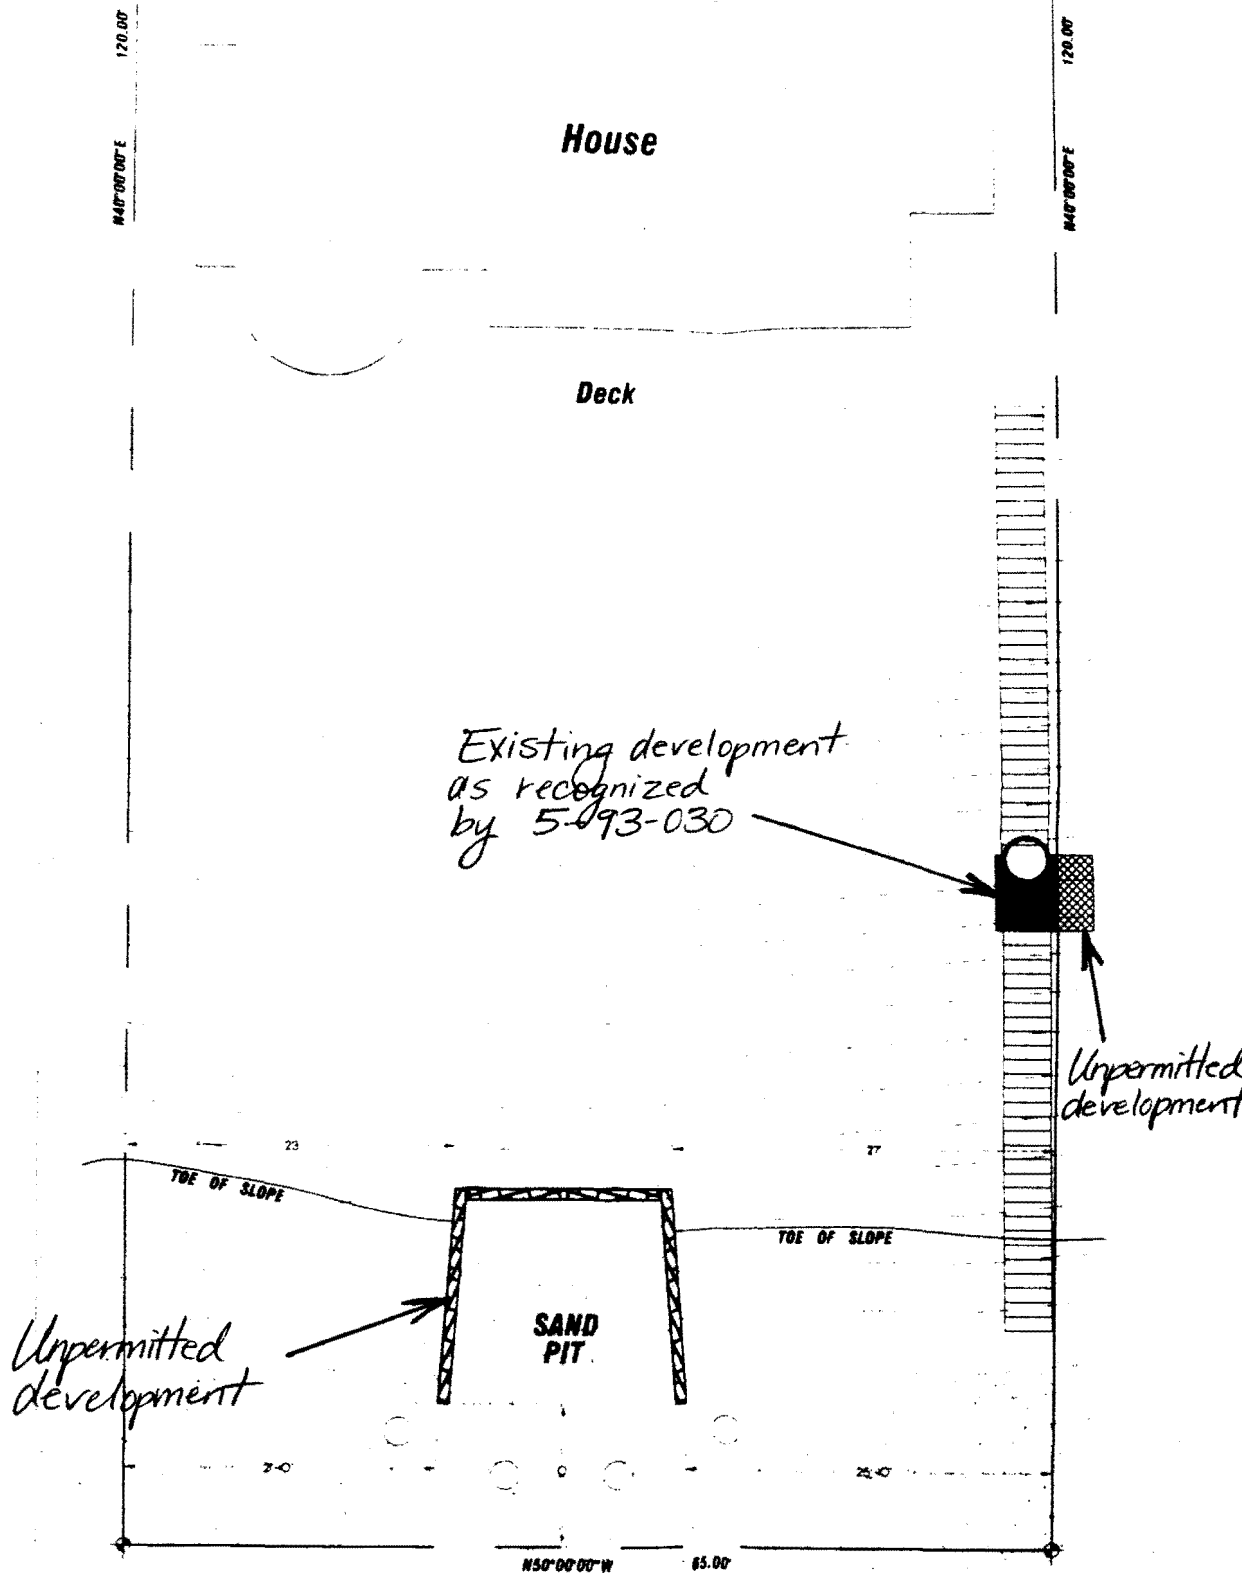 120.00'
120.00'
N40°00'00"E
N40°00'00"E
House
Deck
Existing development
as recognized
by 5-93-030
Unpermitted
development
23
27
TOE OF SLOPE
TOE OF SLOPE
SAND
PIT
Unpermitted
development
N50°00'00"W 65.00'